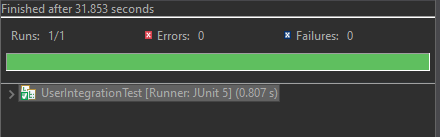 Finished after 31.853 seconds
Runs: 1/1 Errors: 0 Failures: 0
UserIntegrationTest [Runner: JUnit 5] (0.807 s)